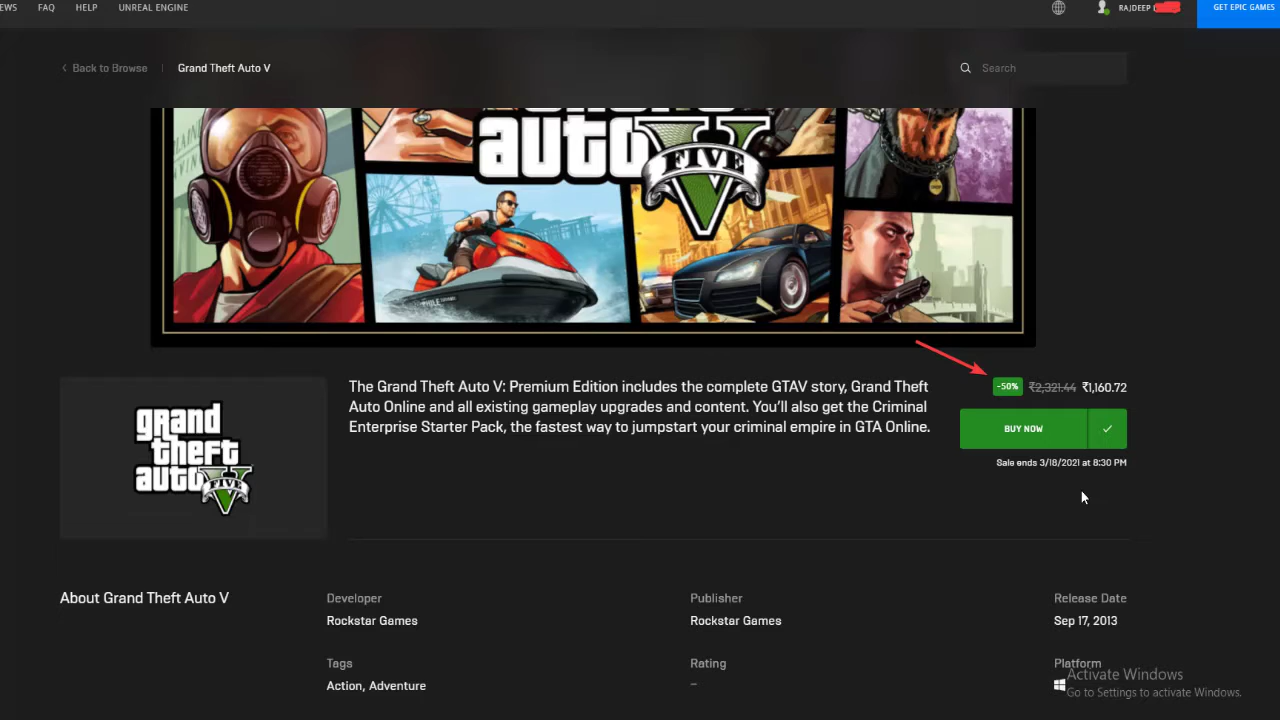 EWS FAQ HELP UNREAL ENGINE RAJDEEP GET EPIC GAMES
Back to Browse Grand Theft Auto V Search
auto
V
FIVE
The Grand Theft Auto V: Premium Edition includes the complete GTAV story, Grand Theft
Auto Online and all existing gameplay upgrades and content. You'll also get the Criminal
Enterprise Starter Pack, the fastest way to jumpstart your criminal empire in GTA Online.
-50% ₹2,321.44 ₹1,160.72
BUY NOW
Sale ends 3/18/2021 at 8:30 PM
grand
theft
auto
V
FIVE
About Grand Theft Auto V
Developer Publisher Release Date
Rockstar Games Rockstar Games Sep 17, 2013
Tags Rating Platform
Action, Adventure –
Activate Windows
Go to Settings to activate Windows.